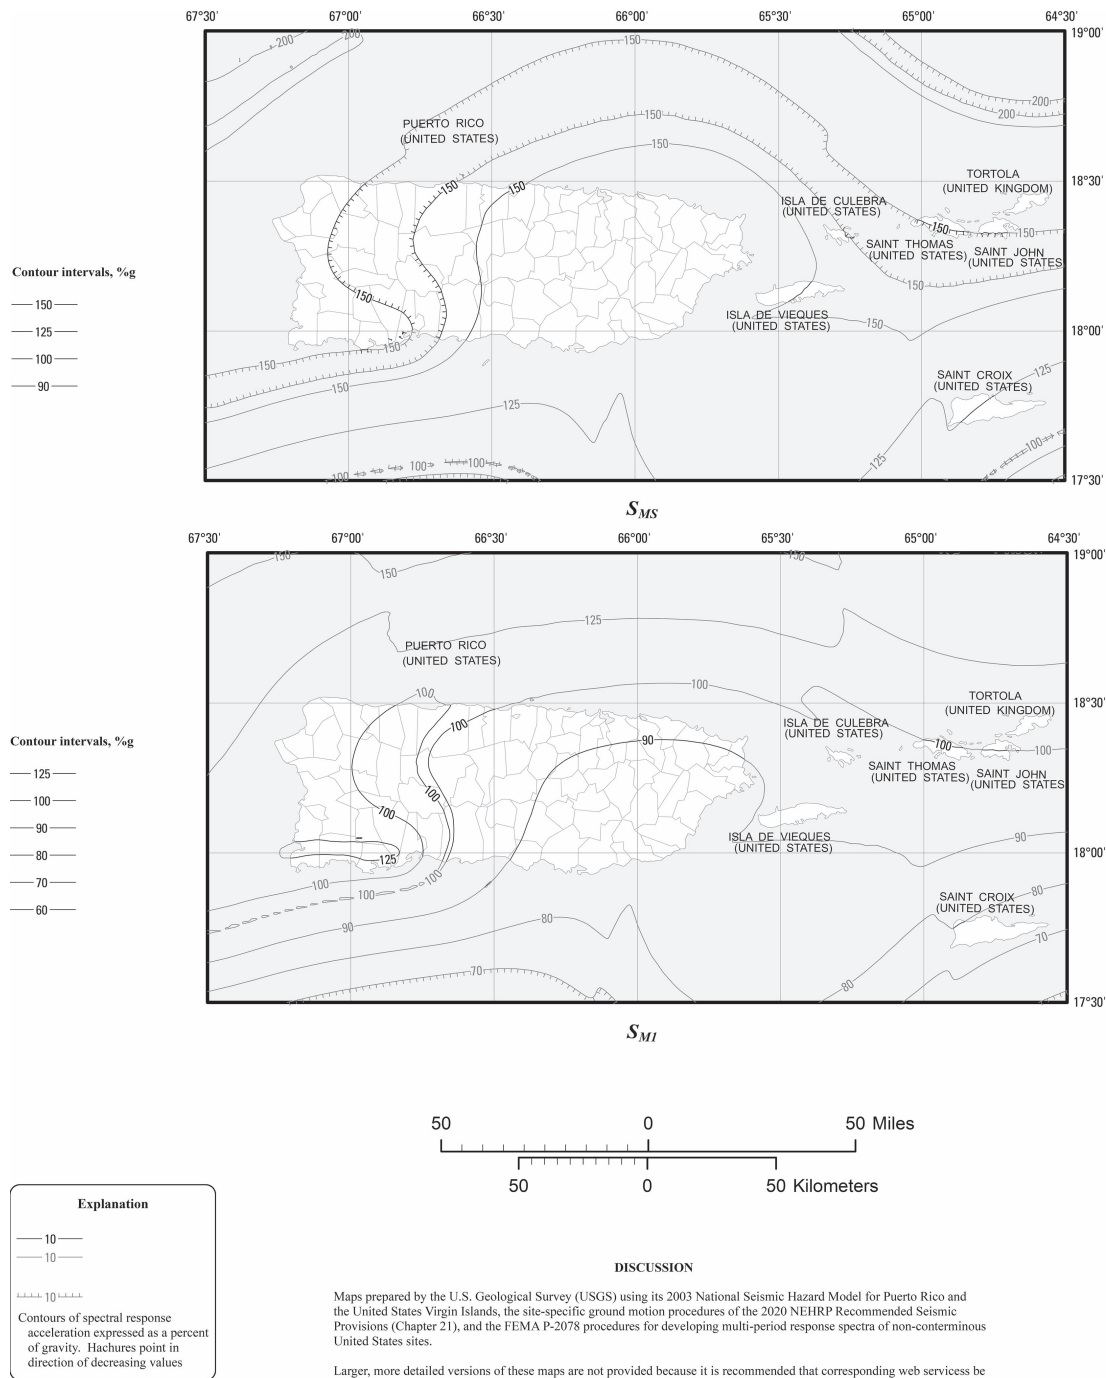 67°30' 67°00' 66°30' 66°00' 65°30' 65°00' 64°30'
19°00'
200 200 150
200
200
PUERTO RICO
(UNITED STATES)
150
150
TORTOLA
(UNITED KINGDOM)
18°30'
150 150
ISLA DE CULEBRA
(UNITED STATES)
150 150
SAINT THOMAS
(UNITED STATES)
SAINT JOHN
(UNITED STATES
Contour intervals, %g
150
125
100
90
150
150
ISLA DE VIEQUES
(UNITED STATES)
150
18°00'
150
150
150
SAINT CROIX
(UNITED STATES)
125
125
100
100 100 100
125
17°30'
SMS
67°30' 67°00' 66°30' 66°00' 65°30' 65°00' 64°30'
19°00'
150 150
150
125
PUERTO RICO
(UNITED STATES)
100
100
TORTOLA
(UNITED KINGDOM)
18°30'
100
ISLA DE CULEBRA
(UNITED STATES)
90
100 100
SAINT THOMAS
(UNITED STATES)
SAINT JOHN
(UNITED STATES
Contour intervals, %g
125
100
90
80
70
60
100
100
ISLA DE VIEQUES
(UNITED STATES)
90
125
18°00'
100
100
100
90
80
80
SAINT CROIX
(UNITED STATES)
70
70
80
17°30'
SM1
50 0 50 Miles
50 0 50 Kilometers
Explanation
10
10
10
Contours of spectral response
acceleration expressed as a percent
of gravity. Hachures point in
direction of decreasing values
DISCUSSION
Maps prepared by the U.S. Geological Survey (USGS) using its 2003 National Seismic Hazard Model for Puerto Rico and
the United States Virgin Islands, the site-specific ground motion procedures of the 2020 NEHRP Recommended Seismic
Provisions (Chapter 21), and the FEMA P-2078 procedures for developing multi-period response spectra of non-conterminous
United States sites.
Larger, more detailed versions of these maps are not provided because it is recommended that corresponding web servicess be